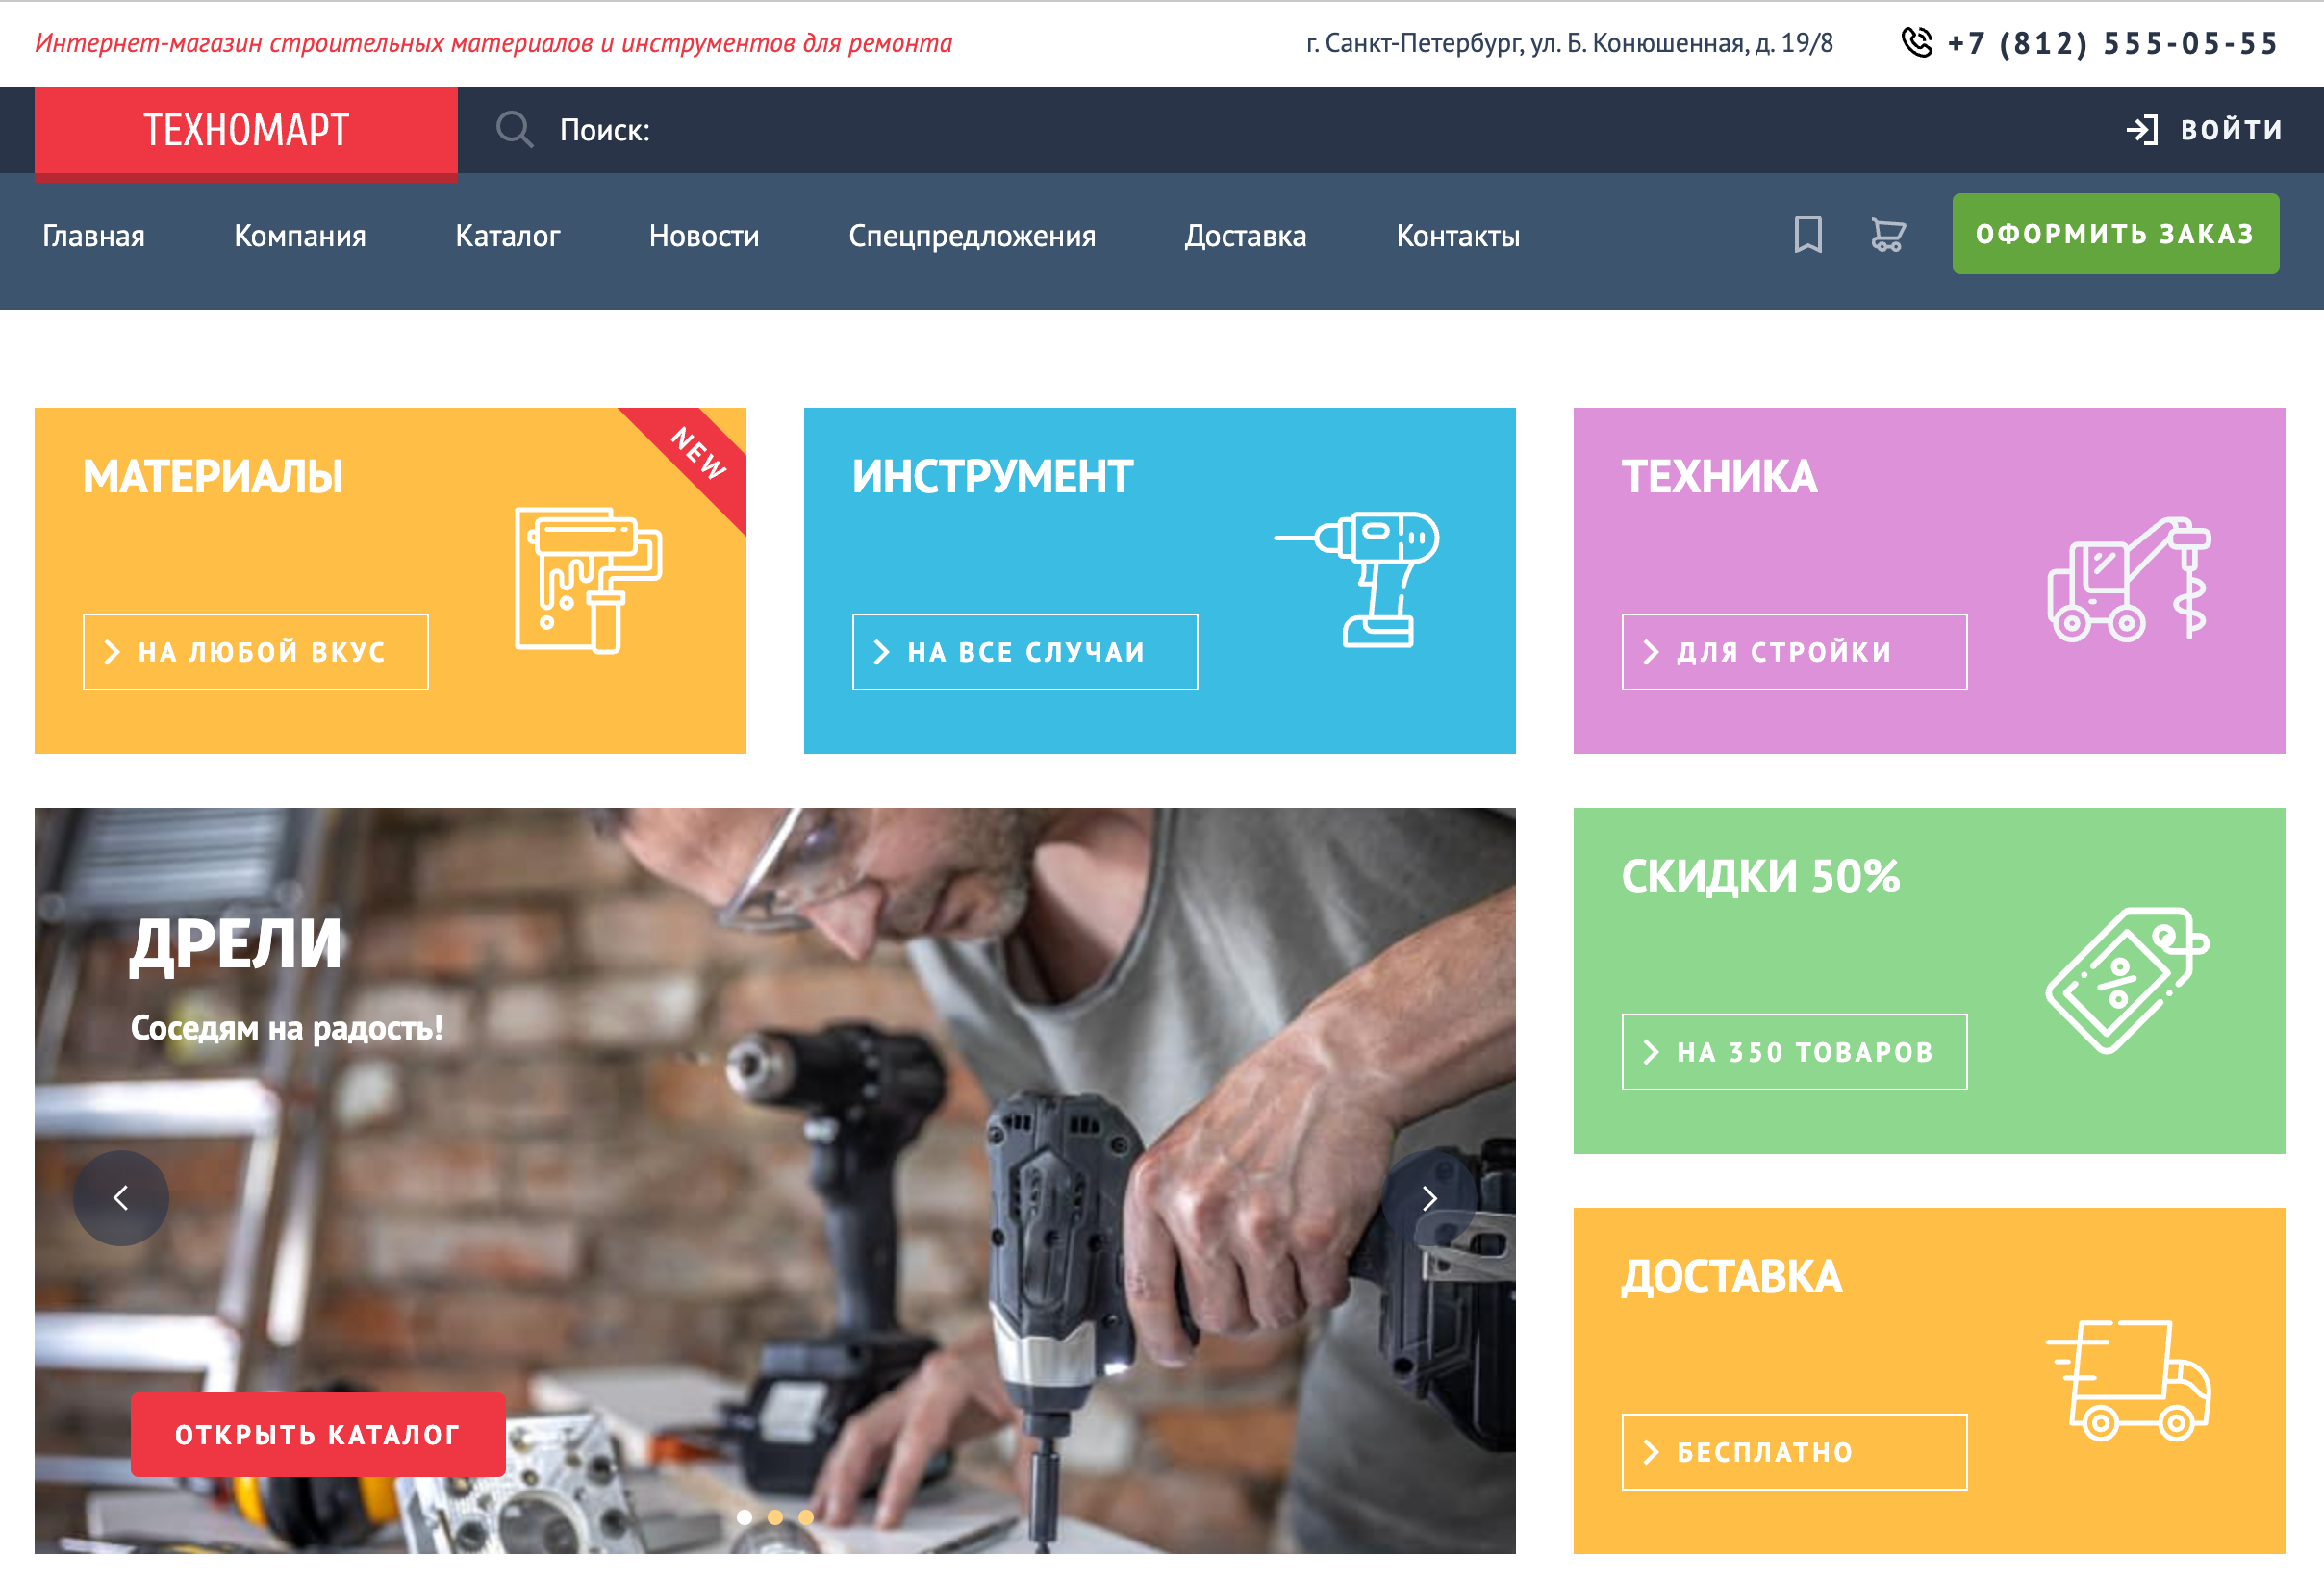 Интернет-магазин строительных материалов и инструментов для ремонта
г. Санкт-Петербург, ул. Б. Конюшенная, д. 19/8
+7 (812) 555-05-55
ТЕХНОМАРТ
Поиск:
ВОЙТИ
Главная
Компания
Каталог
Новости
Спецпредложения
Доставка
Контакты
ОФОРМИТЬ ЗАКАЗ
МАТЕРИАЛЫ
NEW
НА ЛЮБОЙ ВКУС
ИНСТРУМЕНТ
НА ВСЕ СЛУЧАИ
ТЕХНИКА
ДЛЯ СТРОЙКИ
ДРЕЛИ
Соседям на радость!
ОТКРЫТЬ КАТАЛОГ
СКИДКИ 50%
НА 350 ТОВАРОВ
ДОСТАВКА
БЕСПЛАТНО